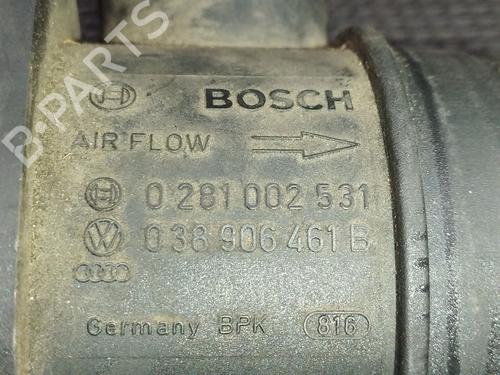 BOSCH
AIR FLOW
0 281 002 531
038 906 461 B
Germany BPK 816
B-PARTS